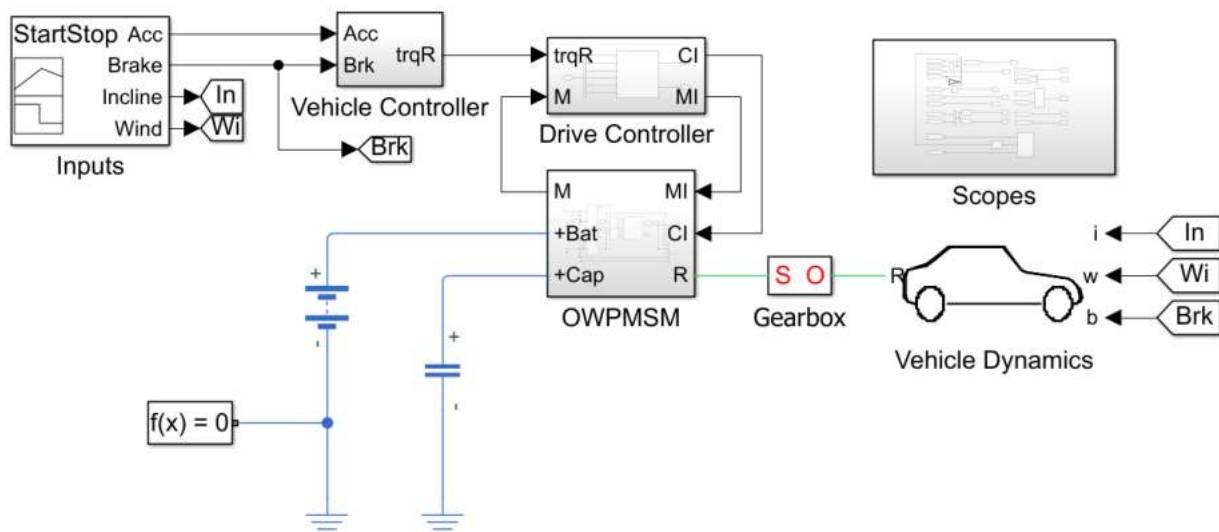 StartStop
Acc
Brake
Incline
Wind
Inputs
In
Wi
Brk
Acc
Brk
trqR
Vehicle Controller
trqR
M
CI
MI
Drive Controller
M
+Bat
+Cap
MI
CI
R
OWPMSM
S O
Gearbox
Scopes
R
i
w
b
In
Wi
Brk
Vehicle Dynamics
+
-
+
-
f(x) = 0